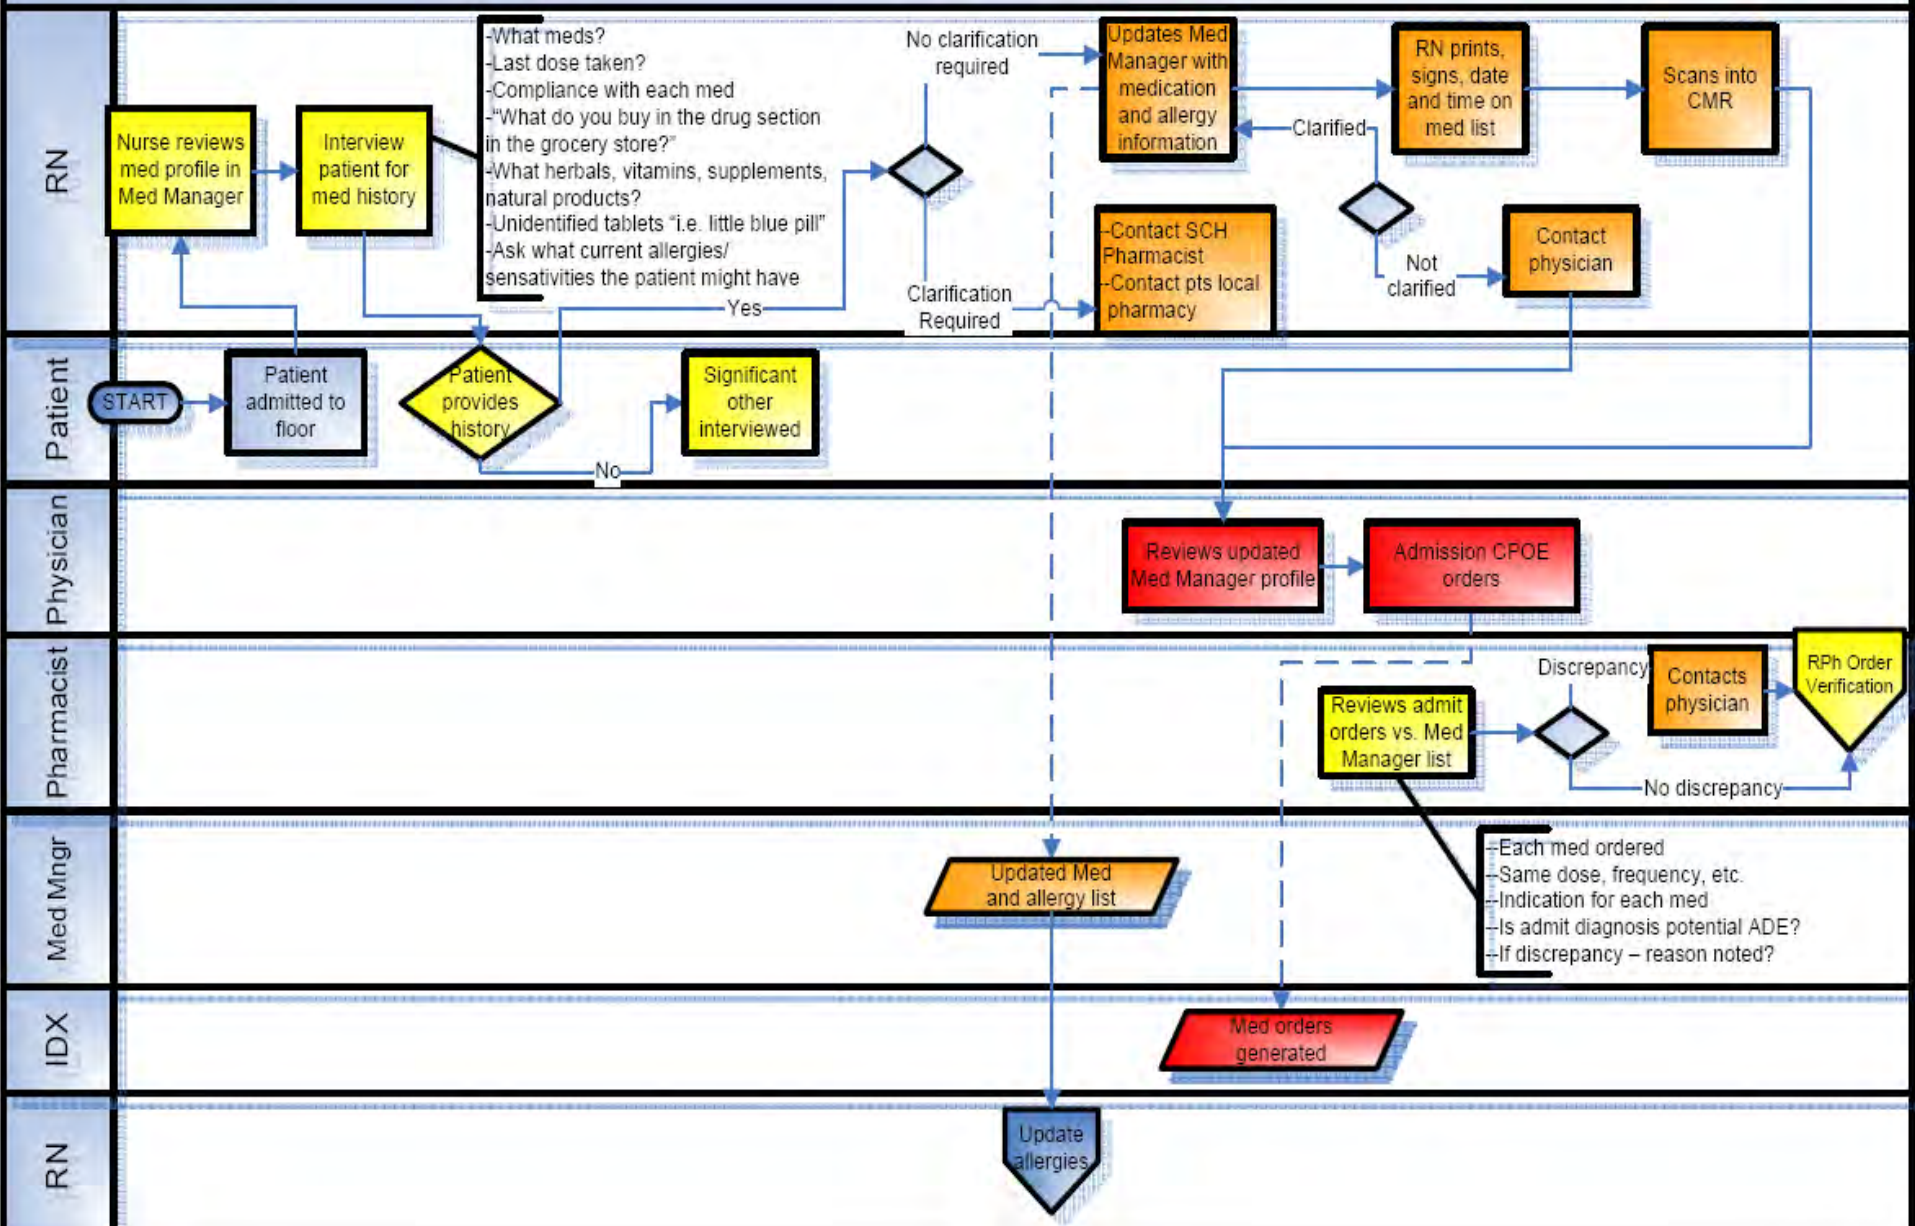 RN
Nurse reviews
med profile in
Med Manager
Interview
patient for
med history
-What meds?
-Last dose taken?
-Compliance with each med
-“What do you buy in the drug section
in the grocery store?”
-What herbals, vitamins, supplements,
natural products?
-Unidentified tablets “i.e. little blue pill”
-Ask what current allergies/
sensativities the patient might have
Yes
No clarification
required
Clarification
Required
Updates Med
Manager with
medication
and allergy
information
--Contact SCH
Pharmacist
--Contact pts local
pharmacy
Clarified
Not
clarified
RN prints,
signs, date
and time on
med list
Contact
physician
Scans into
CMR
Patient
START
Patient
admitted to
floor
Patient
provides
history
No
Significant
other
interviewed
Physician
Reviews updated
Med Manager profile
Admission CPOE
orders
Pharmacist
Reviews admit
orders vs. Med
Manager list
Discrepancy
No discrepancy
Contacts
physician
RPh Order
Verification
Med Mngr
Updated Med
and allergy list
--Each med ordered
--Same dose, frequency, etc.
--Indication for each med
--Is admit diagnosis potential ADE?
--If discrepancy – reason noted?
IDX
Med orders
generated
RN
Update
allergies